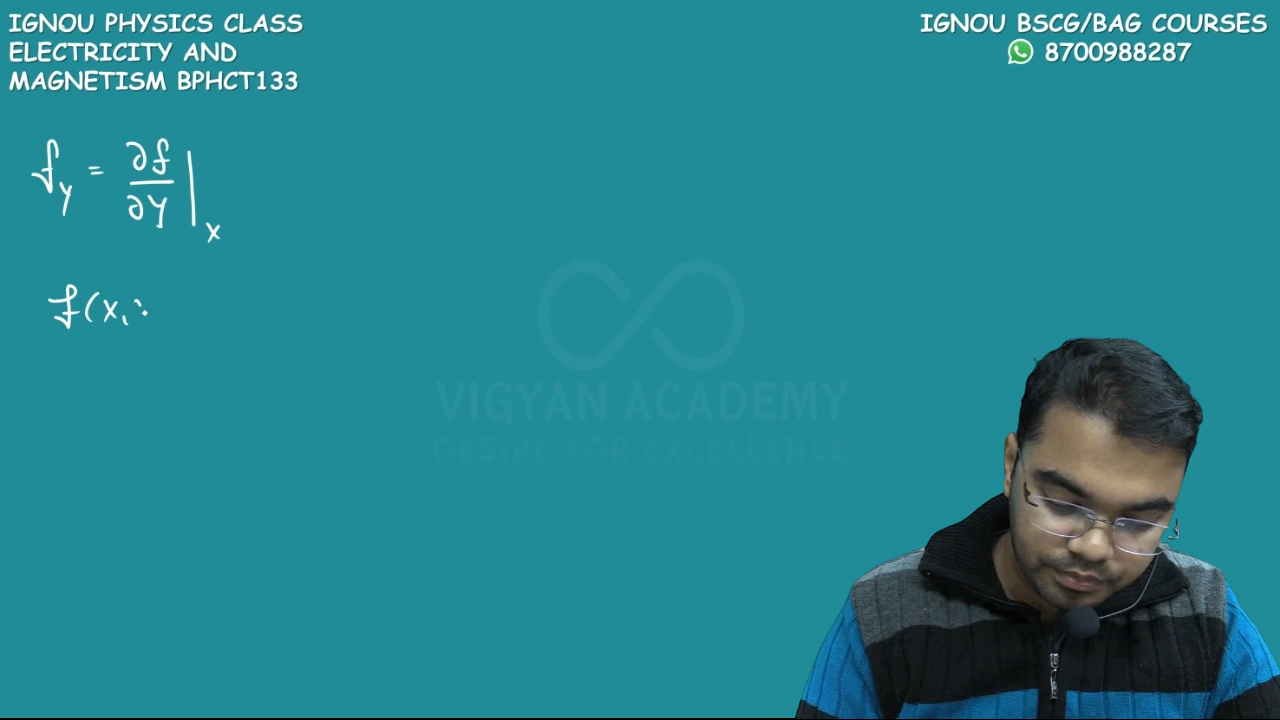 IGNOU PHYSICS CLASS
ELECTRICITY AND
MAGNETISM BPHCT133
IGNOU BSCG/BAG COURSES
8700988287
f_y = ∂f/∂y |_x
f(x,
VIGYAN ACADEMY
DESIRE FOR EXCELLENCE